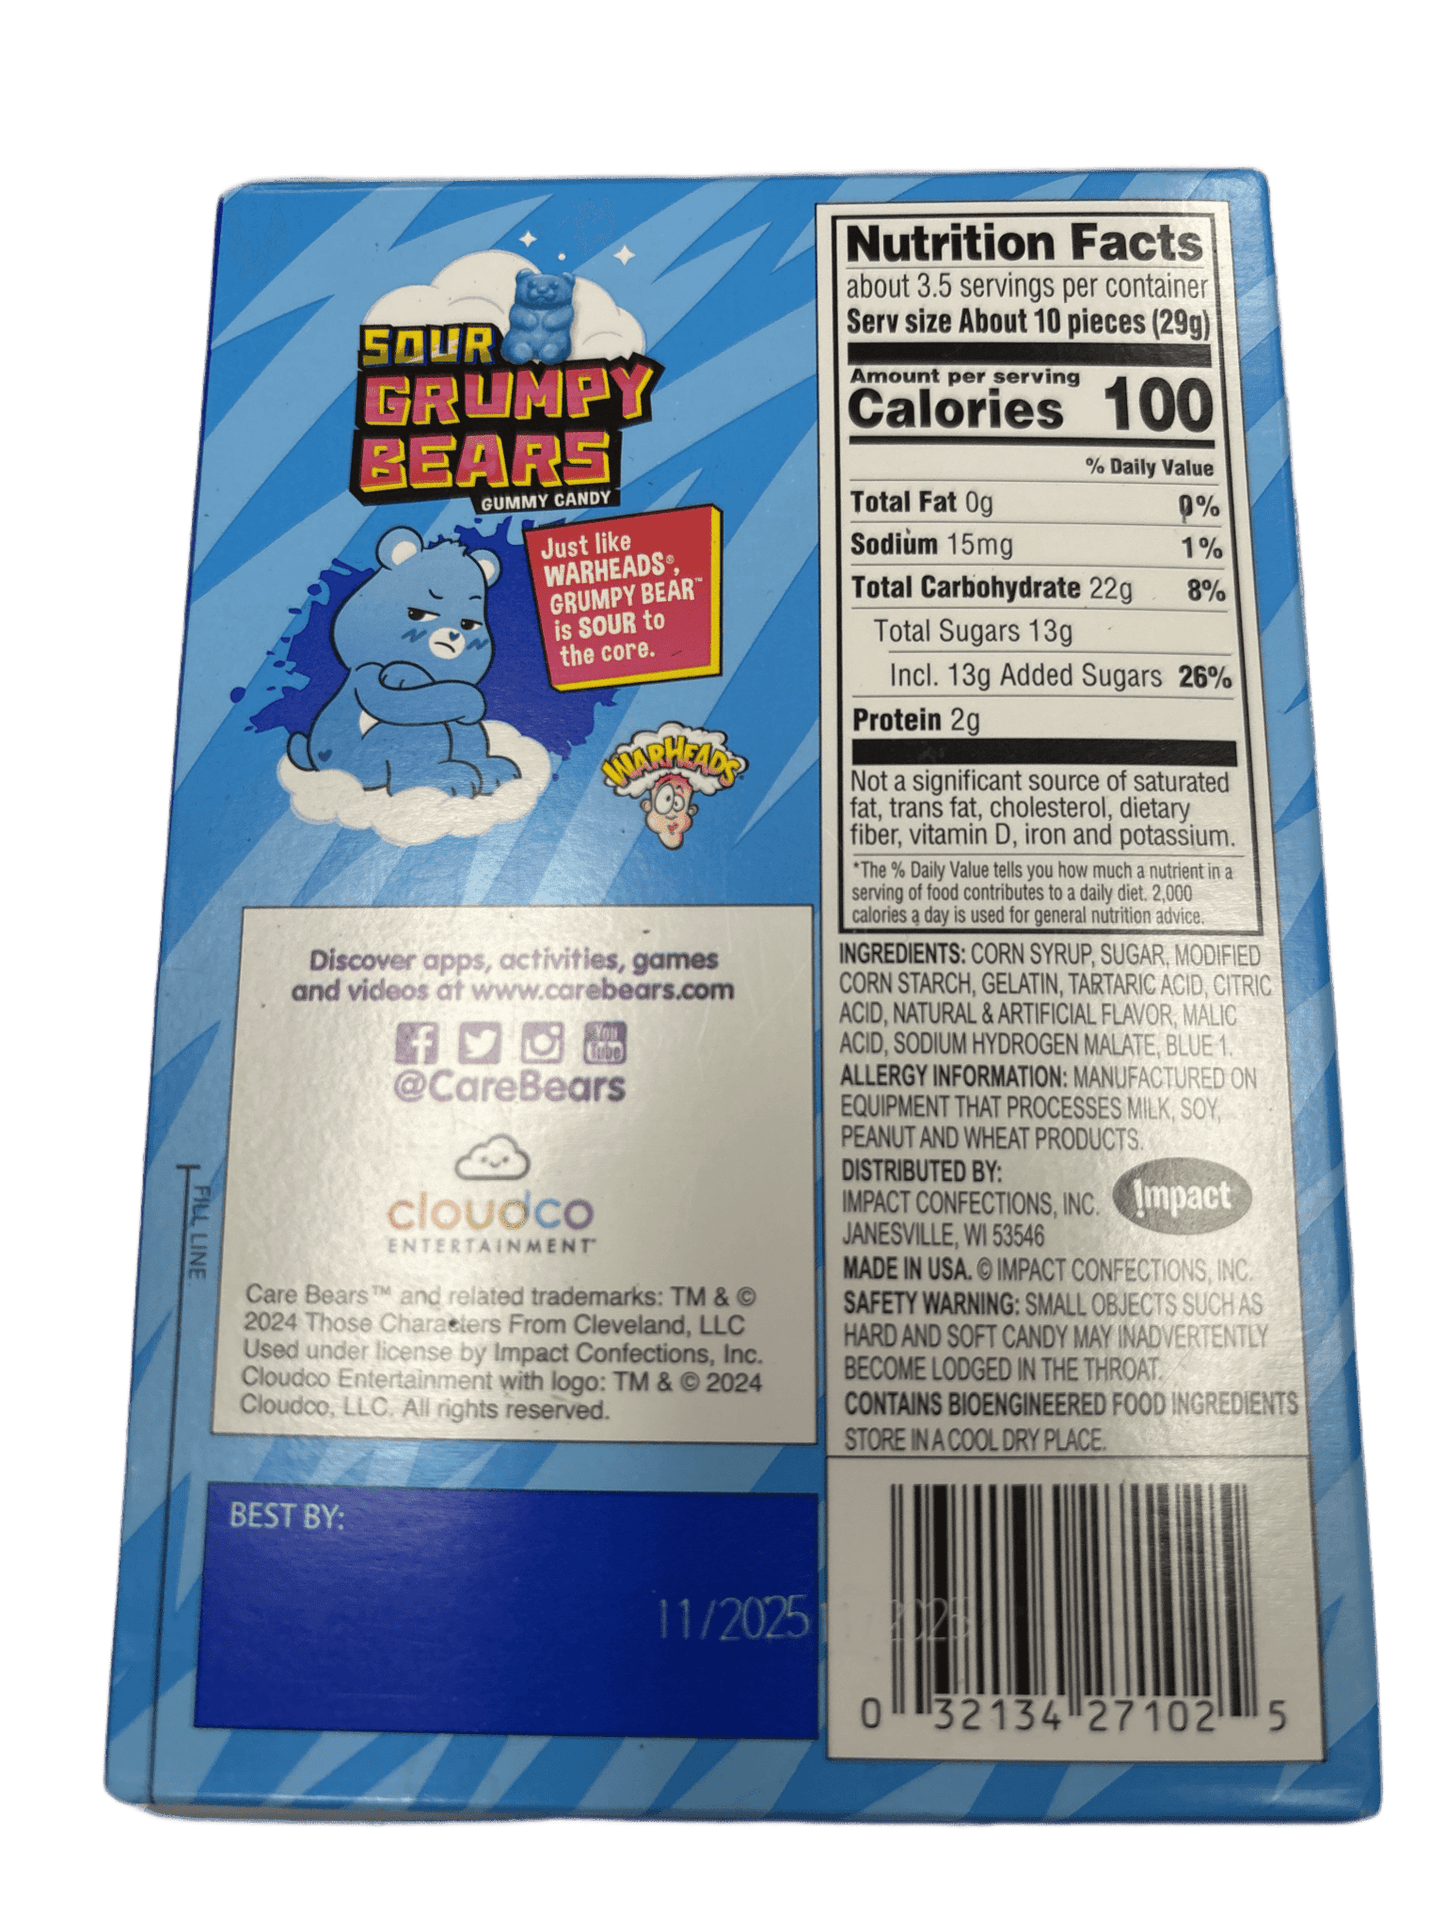 SOUR
GRUMPY
BEARS
GUMMY CANDY
Just like
WARHEADS®,
GRUMPY BEAR™
is SOUR to
the core.
WARHEADS
Discover apps, activities, games
and videos at www.carebears.com
You
Tube
@CareBears
cloudco
ENTERTAINMENT™
Care Bears™ and related trademarks: TM & ©
2024 Those Characters From Cleveland, LLC
Used under license by Impact Confections, Inc.
Cloudco Entertainment with logo: TM & © 2024
Cloudco, LLC. All rights reserved.
FILL LINE
BEST BY:
11/2025
Nutrition Facts
about 3.5 servings per container
Serv size About 10 pieces (29g)
Amount per serving
Calories 100
% Daily Value
Total Fat 0g 0%
Sodium 15mg 1%
Total Carbohydrate 22g 8%
Total Sugars 13g
Incl. 13g Added Sugars 26%
Protein 2g
Not a significant source of saturated
fat, trans fat, cholesterol, dietary
fiber, vitamin D, iron and potassium.
*The % Daily Value tells you how much a nutrient in a
serving of food contributes to a daily diet. 2,000
calories a day is used for general nutrition advice.
INGREDIENTS: CORN SYRUP, SUGAR, MODIFIED
CORN STARCH, GELATIN, TARTARIC ACID, CITRIC
ACID, NATURAL & ARTIFICIAL FLAVOR, MALIC
ACID, SODIUM HYDROGEN MALATE, BLUE 1.
ALLERGY INFORMATION: MANUFACTURED ON
EQUIPMENT THAT PROCESSES MILK, SOY,
PEANUT AND WHEAT PRODUCTS.
DISTRIBUTED BY:
IMPACT CONFECTIONS, INC.
JANESVILLE, WI 53546
Impact
MADE IN USA. © IMPACT CONFECTIONS, INC.
SAFETY WARNING: SMALL OBJECTS SUCH AS
HARD AND SOFT CANDY MAY INADVERTENTLY
BECOME LODGED IN THE THROAT.
CONTAINS BIOENGINEERED FOOD INGREDIENTS
STORE IN A COOL DRY PLACE.
0 32134 27102 5